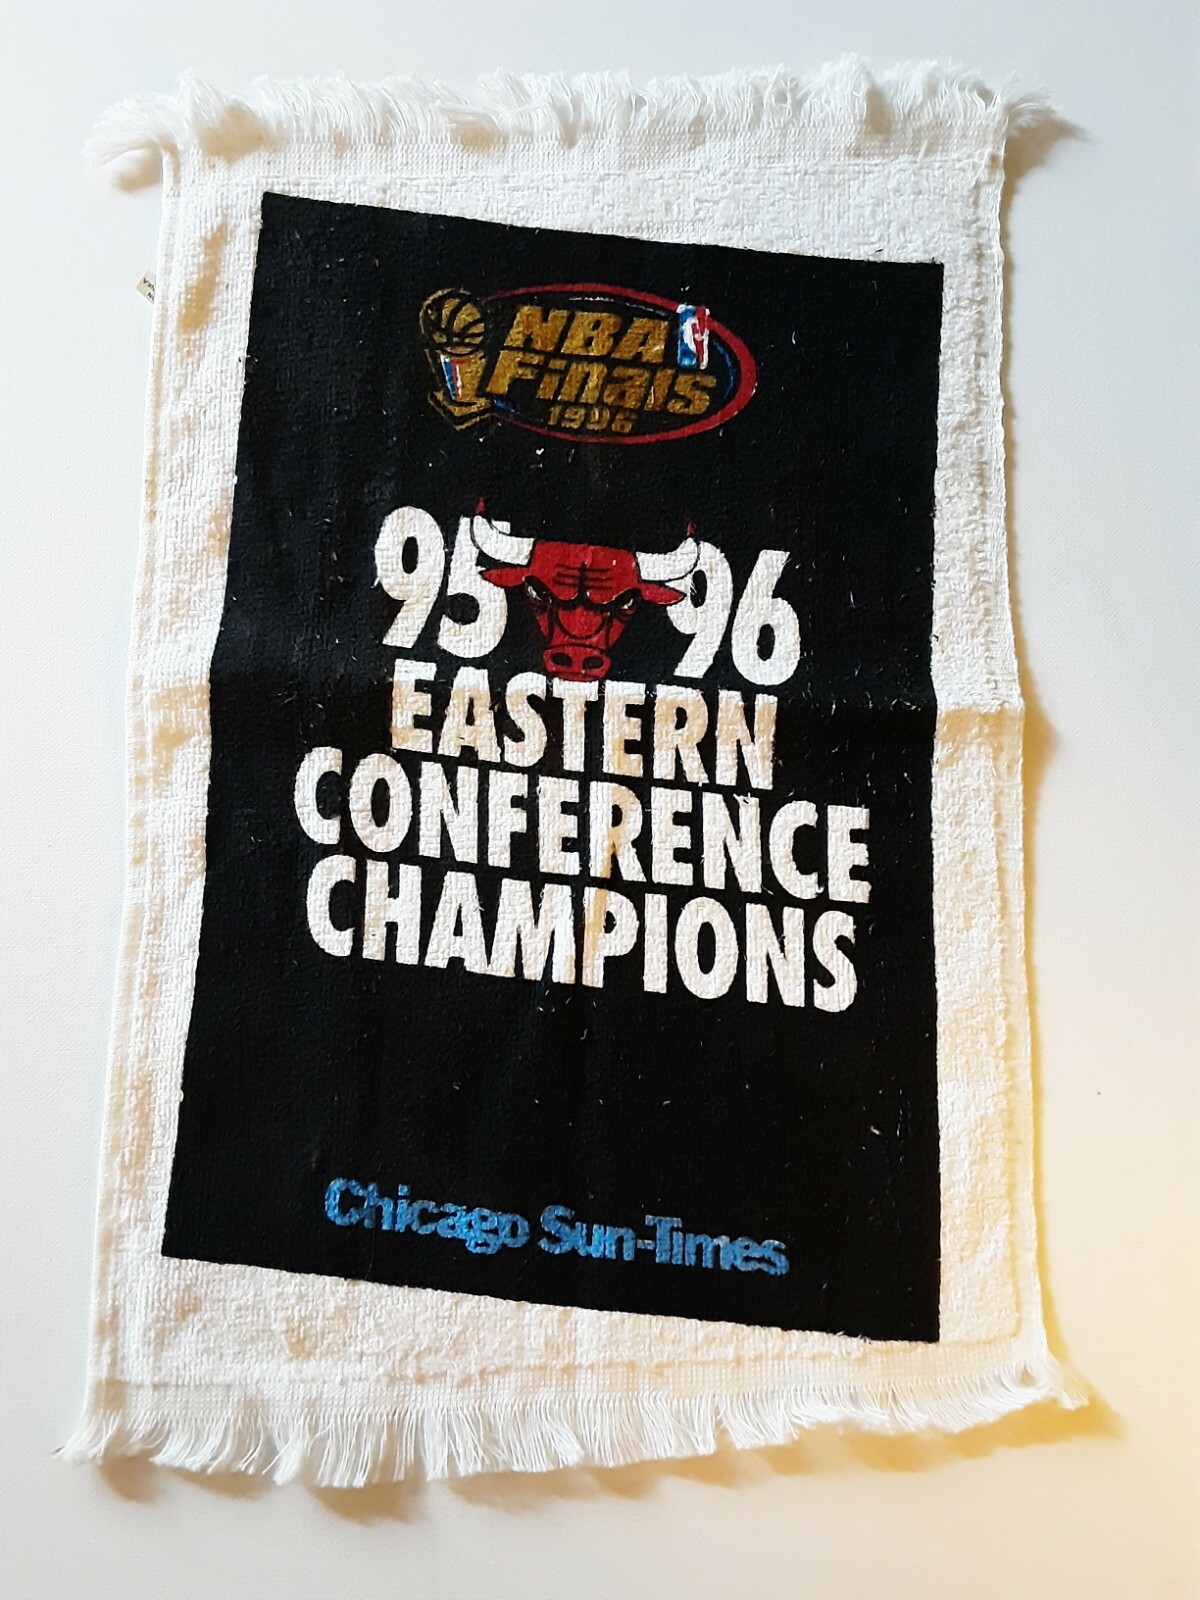 NBA
Finals
1996
95 96
EASTERN
CONFERENCE
CHAMPIONS
Chicago Sun-Times